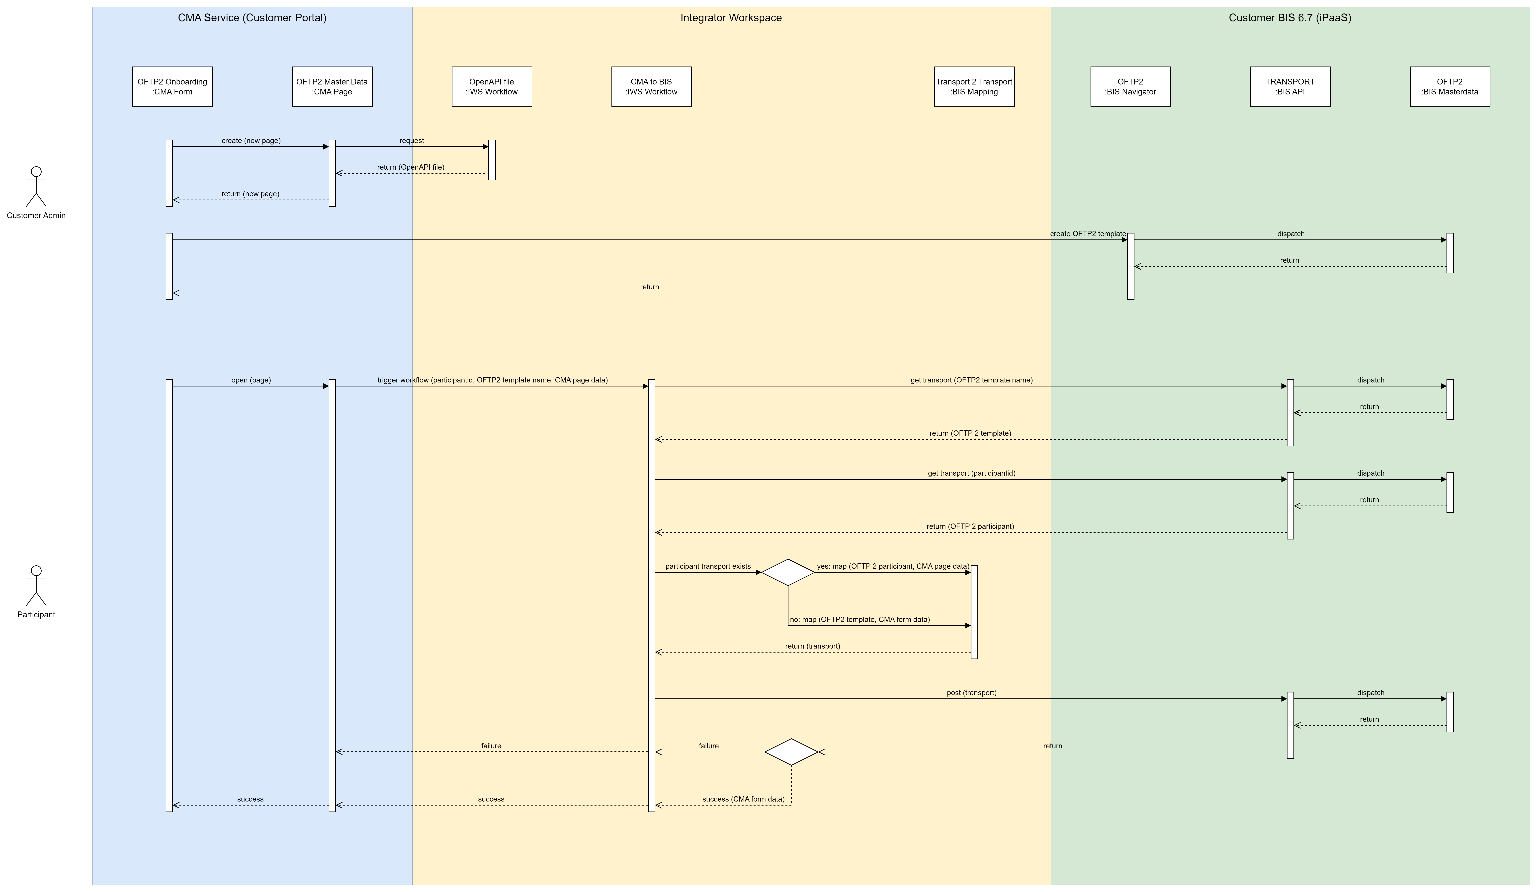 CMA Service (Customer Portal)
Integrator Workspace
Customer BIS 6.7 (iPaaS)
OFTP2 Onboarding
:CMA Form
OFTP2 Master Data
:CMA Page
OpenAPI file
:IWS Workflow
CMA to BIS
:IWS Workflow
Transport 2 Transport
:BIS Mapping
OFTP2
:BIS Navigator
TRANSPORT
:BIS API
OFTP2
:BIS Masterdata
create (new page)
request
return (OpenAPI file)
return (new page)
Customer Admin
create OFTP2 template
dispatch
return
return
open (page)
trigger workflow (participantid, OFTP2 template name, CMA page data)
get transport (OFTP2 template name)
dispatch
return
return (OFTP 2 template)
get transport (participantid)
dispatch
return
return (OFTP 2 participant)
participant transport exists
yes: map (OFTP 2 participant, CMA page data)
Participant
no: map (OFTP2 template, CMA form data)
return (transport)
post (transport)
dispatch
return
failure
failure
return
success
success
success (CMA form data)